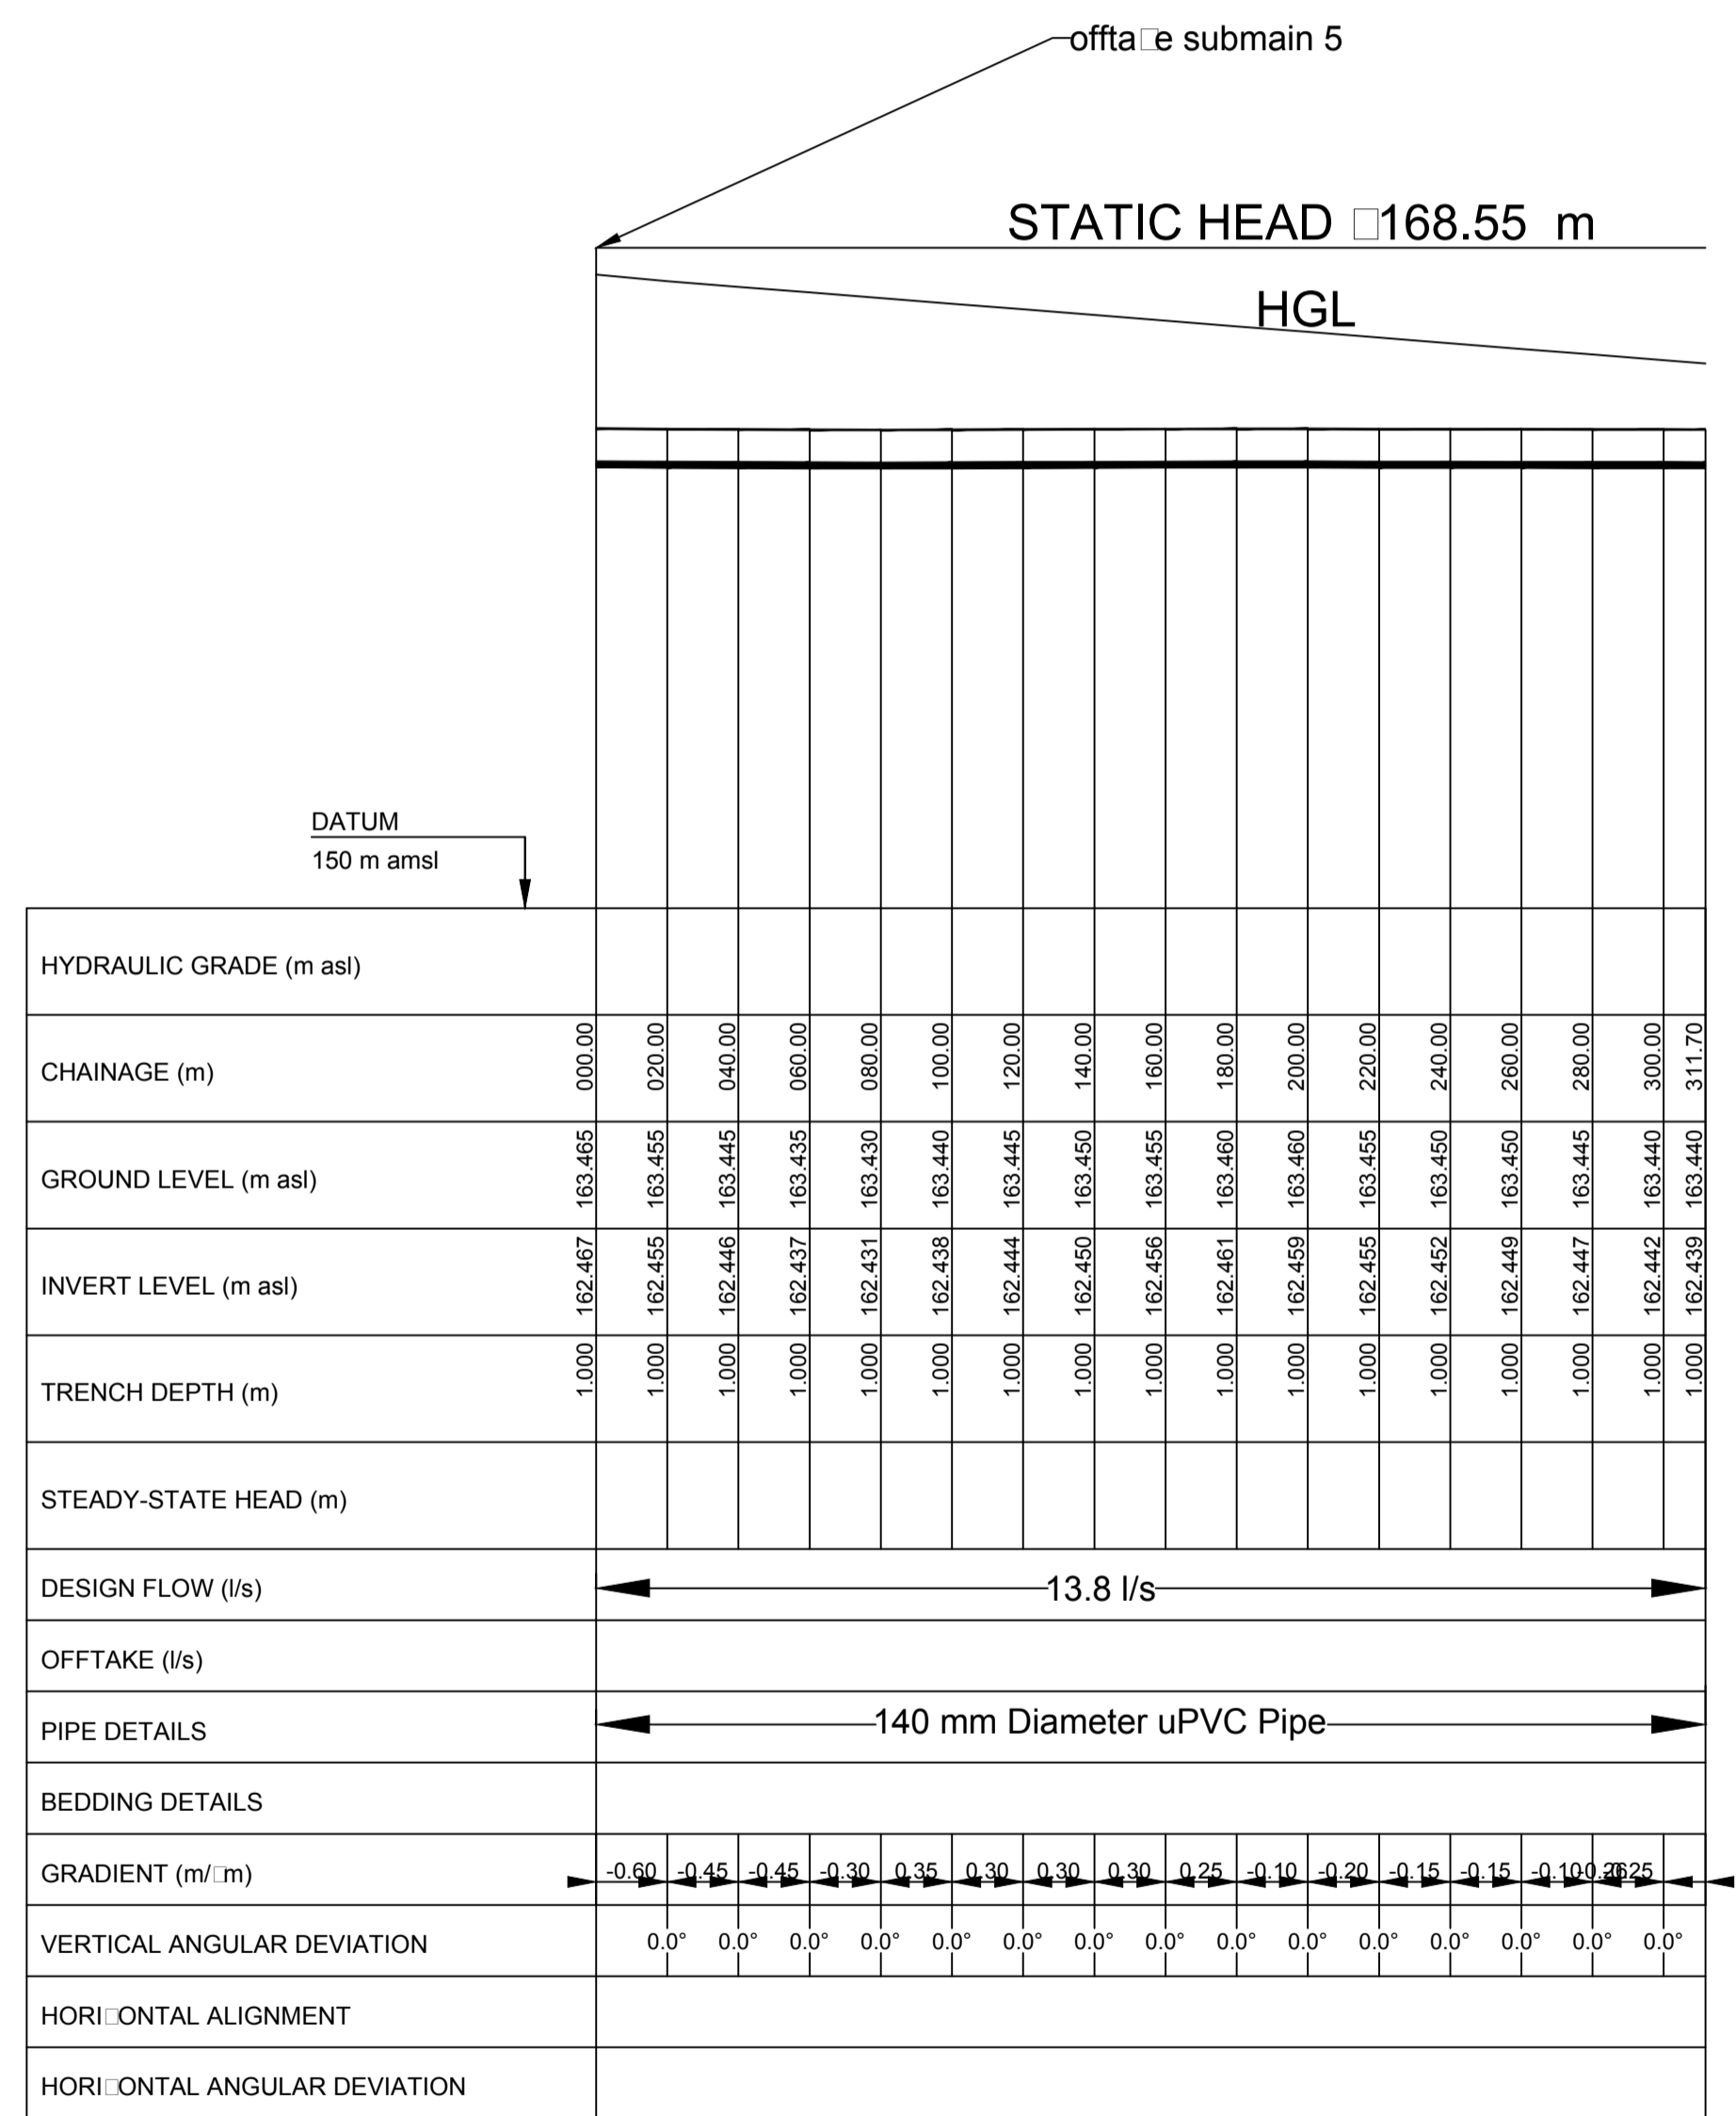 offta□e submain 5
STATIC HEAD □168.55 m
HGL
DATUM
150 m amsl
HYDRAULIC GRADE (m asl)
CHAINAGE (m) 000.00 020.00 040.00 060.00 080.00 100.00 120.00 140.00 160.00 180.00 200.00 220.00 240.00 260.00 280.00 300.00 311.70
GROUND LEVEL (m asl) 163.465 163.455 163.445 163.435 163.430 163.440 163.445 163.450 163.455 163.460 163.460 163.455 163.450 163.450 163.445 163.440 163.440
INVERT LEVEL (m asl) 162.467 162.455 162.446 162.437 162.431 162.438 162.444 162.450 162.456 162.461 162.459 162.455 162.452 162.449 162.447 162.442 162.439
TRENCH DEPTH (m) 1.000 1.000 1.000 1.000 1.000 1.000 1.000 1.000 1.000 1.000 1.000 1.000 1.000 1.000 1.000 1.000 1.000
STEADY-STATE HEAD (m)
DESIGN FLOW (l/s) 13.8 l/s
OFFTAKE (l/s)
PIPE DETAILS 140 mm Diameter uPVC Pipe
BEDDING DETAILS
GRADIENT (m/□m) -0.60 -0.45 -0.45 -0.30 0.35 0.30 0.30 0.30 0.25 -0.10 -0.20 -0.15 -0.15 -0.10
VERTICAL ANGULAR DEVIATION 0.0° 0.0° 0.0° 0.0° 0.0° 0.0° 0.0° 0.0° 0.0° 0.0° 0.0° 0.0° 0.0° 0.0° 0.0°
HORI□ONTAL ALIGNMENT
HORI□ONTAL ANGULAR DEVIATION